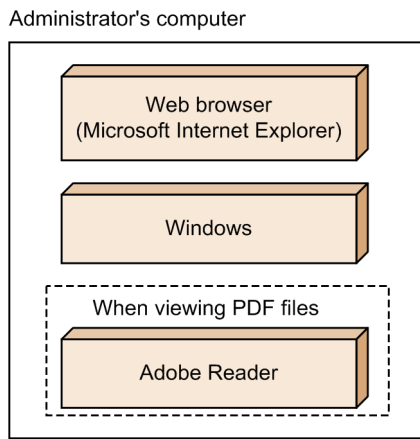 Administrator's computer
Web browser
(Microsoft Internet Explorer)
Windows
When viewing PDF files
Adobe Reader